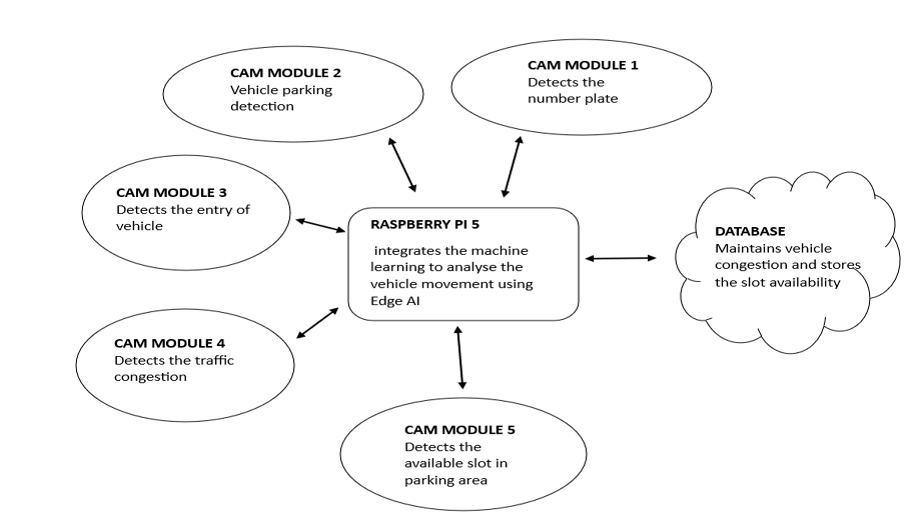 CAM MODULE 2
Vehicle parking
detection
CAM MODULE 1
Detects the
number plate
CAM MODULE 3
Detects the entry of
vehicle
RASPBERRY PI 5
integrates the machine
learning to analyse the
vehicle movement using
Edge AI
DATABASE
Maintains vehicle
congestion and stores
the slot availability
CAM MODULE 4
Detects the traffic
congestion
CAM MODULE 5
Detects the
available slot in
parking area